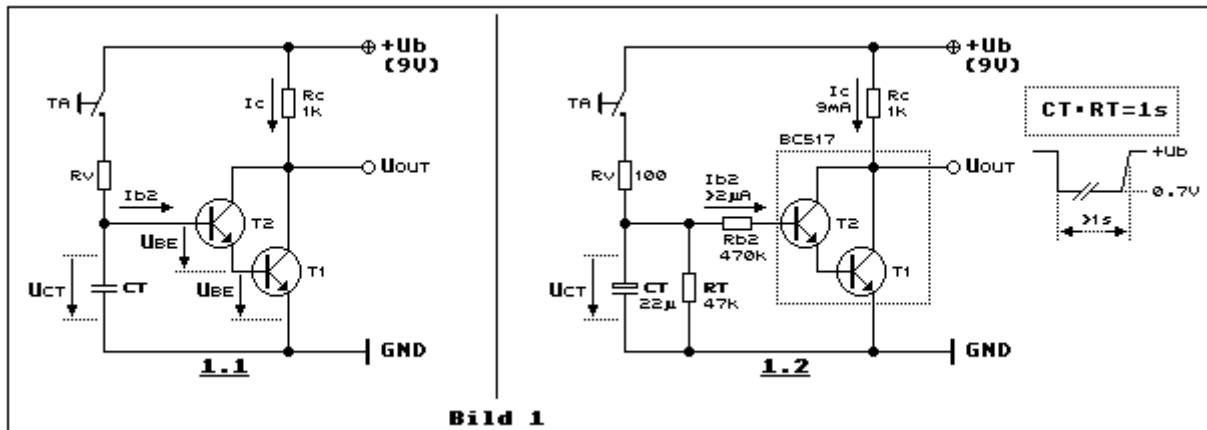 +Ub
(9V)
TA
Ic
Rc
1K
Rv
Ib2
UOUT
T2
UBE
UCT
CT
UBE
T1
GND
1.1
+Ub
(9V)
TA
Ic
9mA
Rc
1K
CT•RT=1s
BC517
Rv
100
Ib2
>2µA
UOUT
+Ub
0.7V
>1s
T2
Rb2
470K
T1
UCT
CT
22µ
RT
47K
GND
1.2
Bild 1